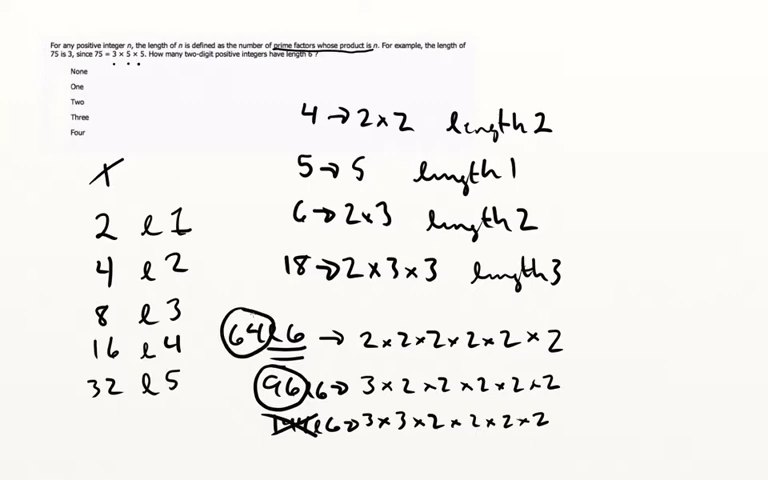 For any positive integer n, the length of n is defined as the number of prime factors whose product is n. For example, the length of
75 is 3, since 75 = 3 × 5 × 5. How many two-digit positive integers have length 6 ?
None
One
Two
Three
Four
4 → 2×2 length 2
5 → 5 length 1
6 → 2×3 length 2
18 → 2×3×3 length 3
x
2 l 1
4 l 2
8 l 3
16 l 4
32 l 5
64 l 6 → 2×2×2×2×2×2
96 l 6 → 3×2×2×2×2×2
144 l 6 → 3×3×2×2×2×2